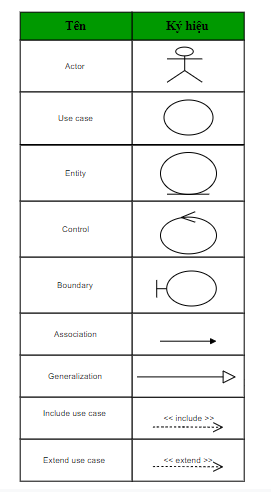 Tên Ký hiệu
Actor
Use case
Entity
Control
Boundary
Association
Generalization
Include use case << include >>
Extend use case << extend >>